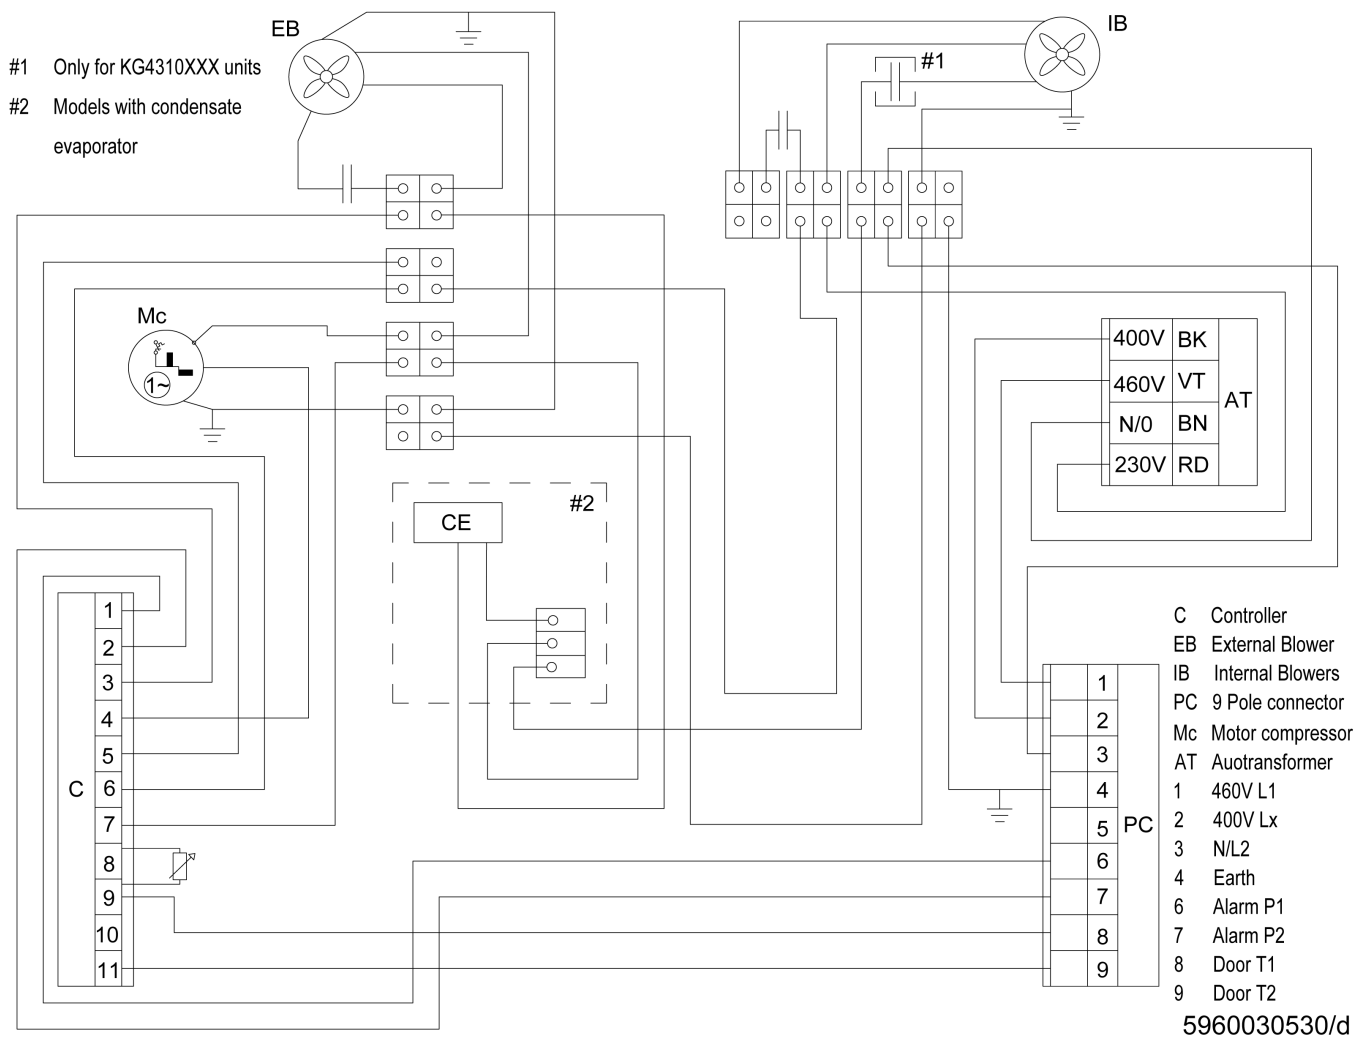 EB
IB
#1 Only for KG4310XXX units
#2 Models with condensate
evaporator
#1
Mc
1~
400V BK
460V VT
N/0 BN
230V RD
AT
#2
CE
C
1
2
3
4
5
6
7
8
9
10
11
1
2
3
4
5
6
7
8
9
PC
C Controller
EB External Blower
IB Internal Blowers
PC 9 Pole connector
Mc Motor compressor
AT Auotransformer
1 460V L1
2 400V Lx
3 N/L2
4 Earth
6 Alarm P1
7 Alarm P2
8 Door T1
9 Door T2
5960030530/d